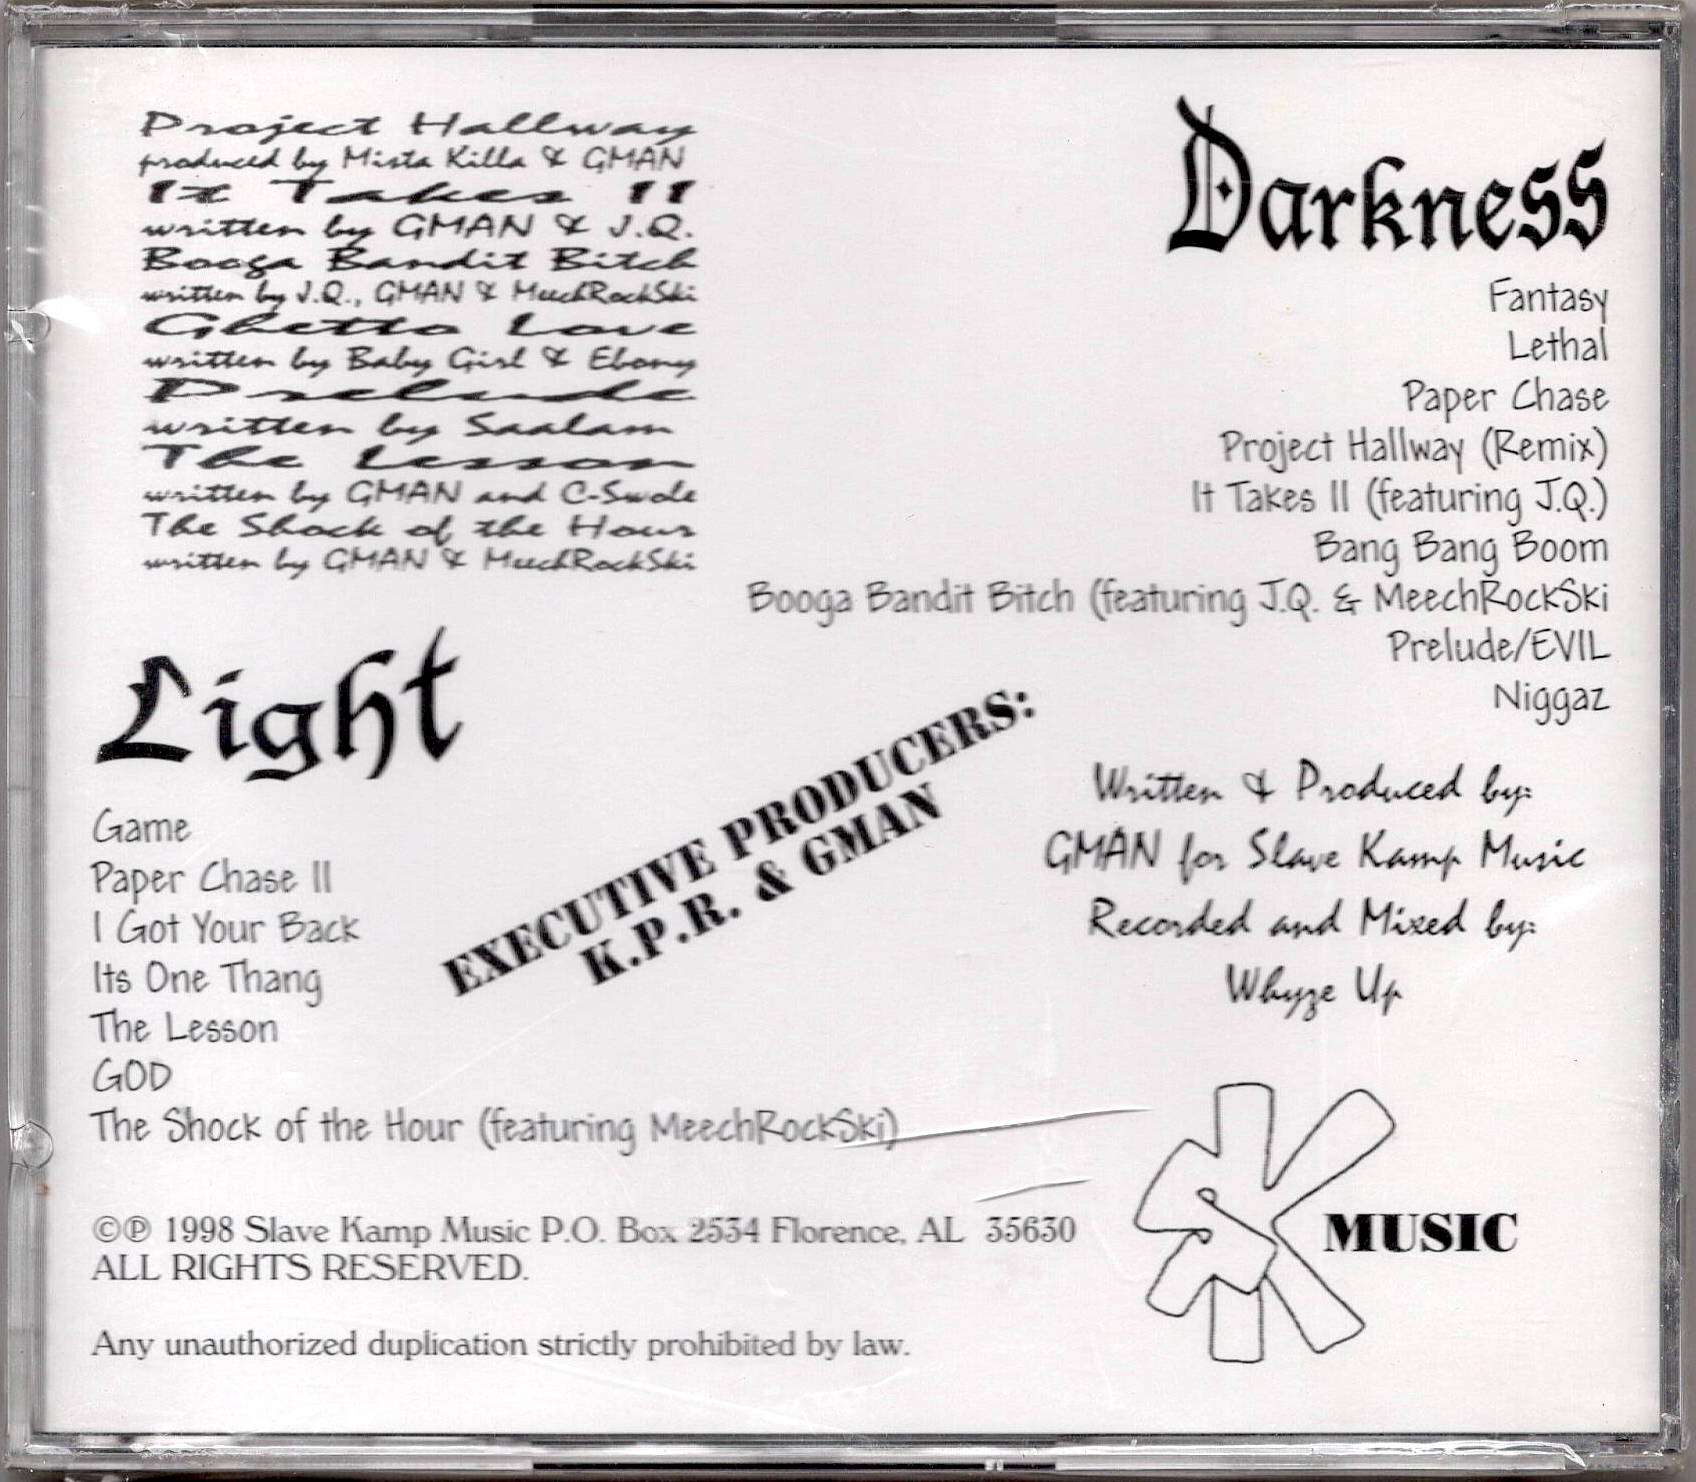 Project Hallway
produced by Mista Killa & GMAN
It Takes II
written by GMAN & J.Q.
Booga Bandit Bitch
written by J.Q., GMAN & MeechRockSki
Ghetto Love
written by Baby Girl & Ebony
Prelude
written by Saalam
The Lesson
written by GMAN and C-Swole
The Shock of the Hour
written by GMAN & MeechRockSki
Darkness
Fantasy
Lethal
Paper Chase
Project Hallway (Remix)
It Takes II (featuring J.Q.)
Bang Bang Boom
Booga Bandit Bitch (featuring J.Q. & MeechRockSki
Prelude/EVIL
Niggaz
Light
Game
Paper Chase II
I Got Your Back
Its One Thang
The Lesson
GOD
The Shock of the Hour (featuring MeechRockSki)
EXECUTIVE PRODUCERS:
K.P.R. & GMAN
Written & Produced by:
GMAN for Slave Kamp Music
Recorded and Mixed by:
Whyze Up
©℗ 1998 Slave Kamp Music P.O. Box 2534 Florence, AL 35630
ALL RIGHTS RESERVED.
Any unauthorized duplication strictly prohibited by law.
SK
MUSIC